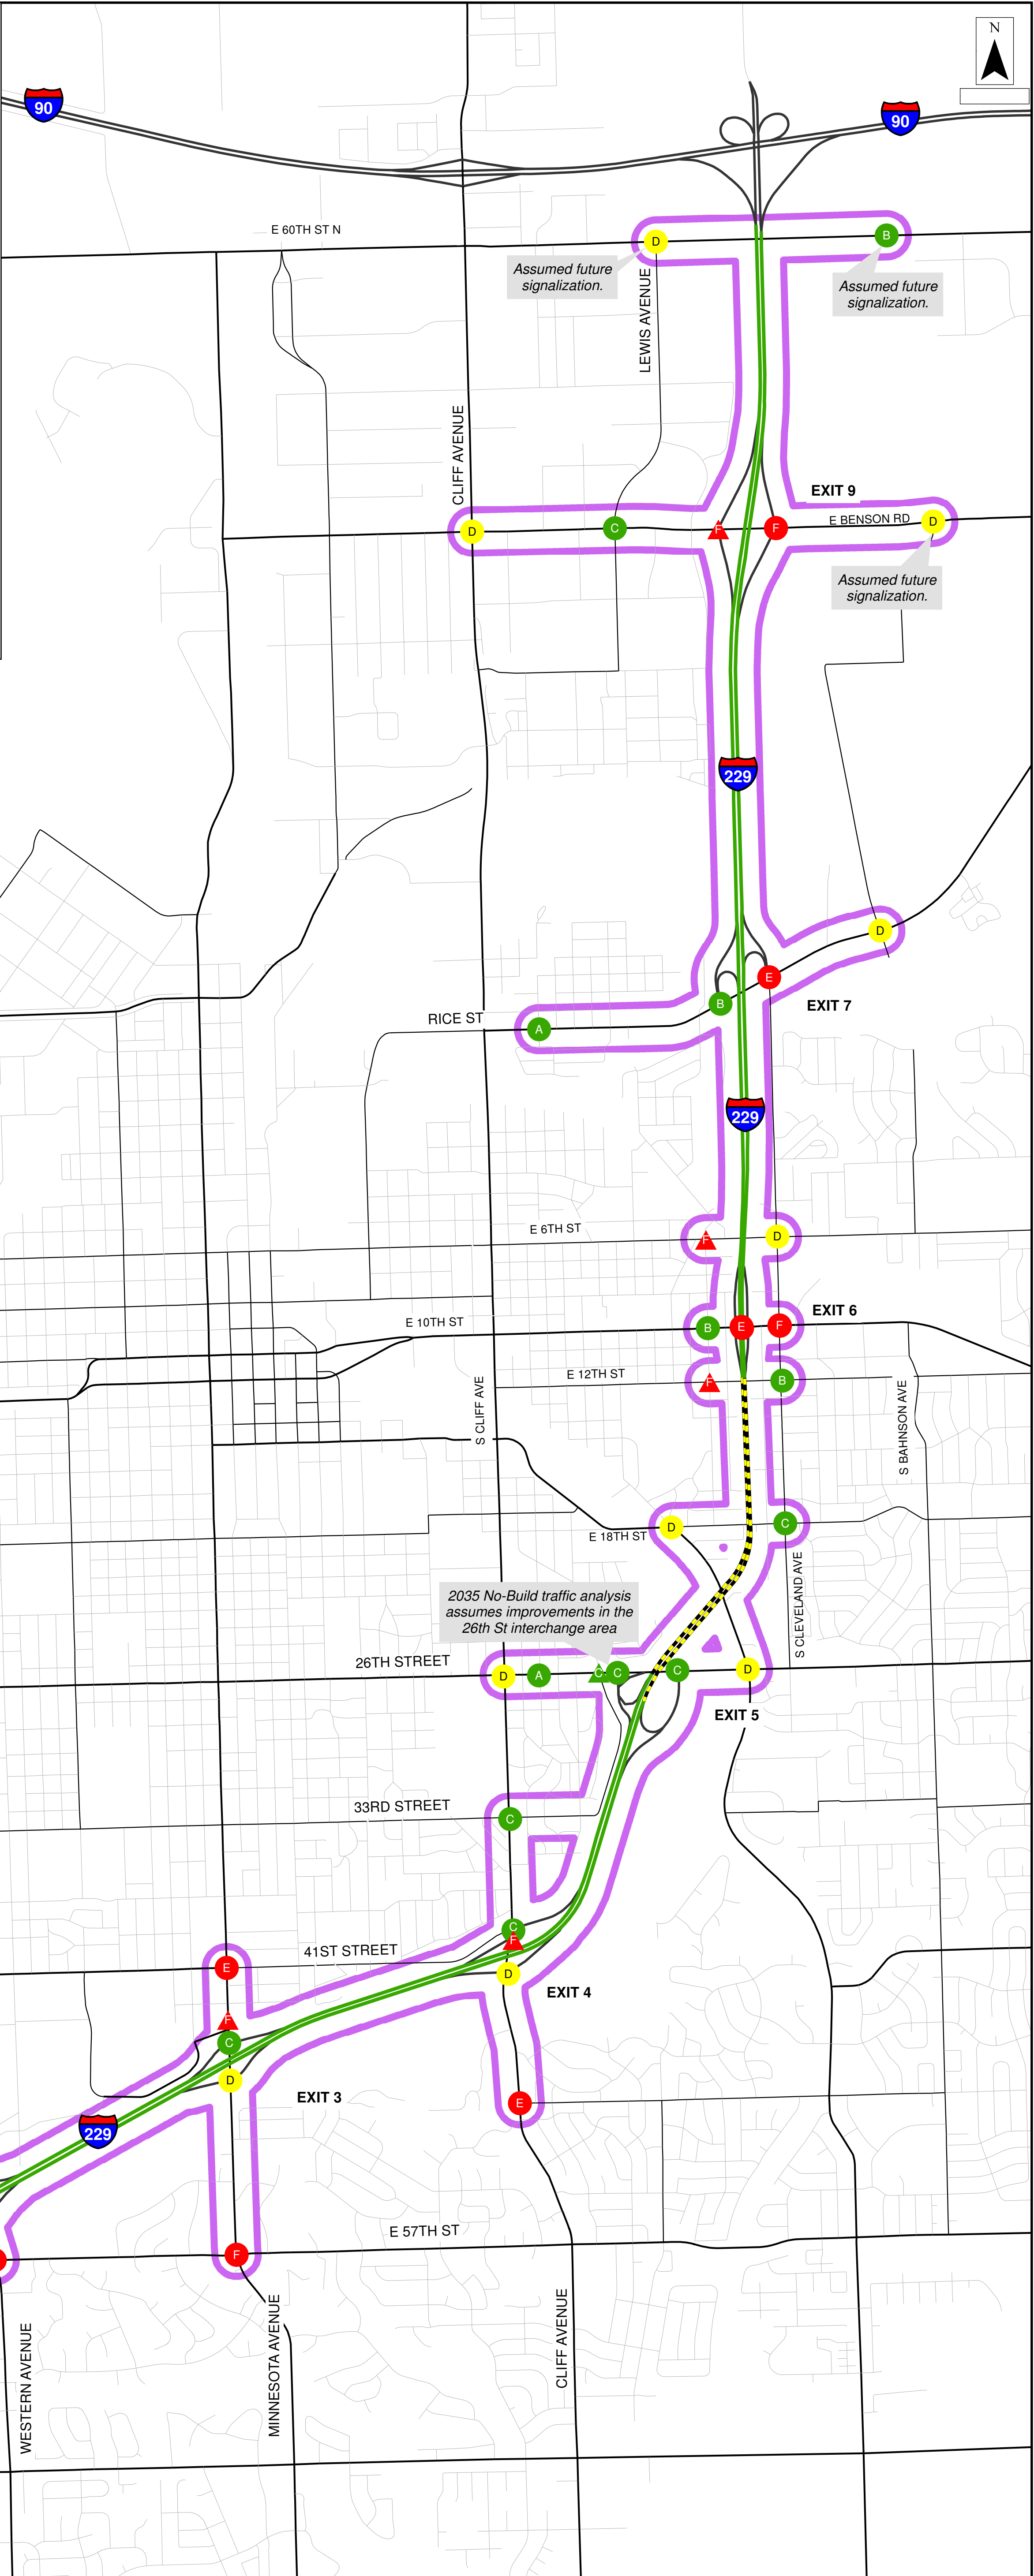 N
90
90
E 60TH ST N
D
B
Assumed future
signalization.
Assumed future
signalization.
LEWIS AVENUE
CLIFF AVENUE
EXIT 9
D
C
F
F
E BENSON RD
D
Assumed future
signalization.
229
D
E
B
EXIT 7
RICE ST
A
229
E 6TH ST
F
D
EXIT 6
E 10TH ST
B
E
F
E 12TH ST
F
B
S CLIFF AVE
S BAHNSON AVE
D
C
E 18TH ST
S CLEVELAND AVE
2035 No-Build traffic analysis
assumes improvements in the
26th St interchange area
26TH STREET
D
A
C
C
C
D
EXIT 5
33RD STREET
C
C
F
41ST STREET
E
D
EXIT 4
F
C
D
EXIT 3
E
229
E 57TH ST
F
WESTERN AVENUE
MINNESOTA AVENUE
CLIFF AVENUE